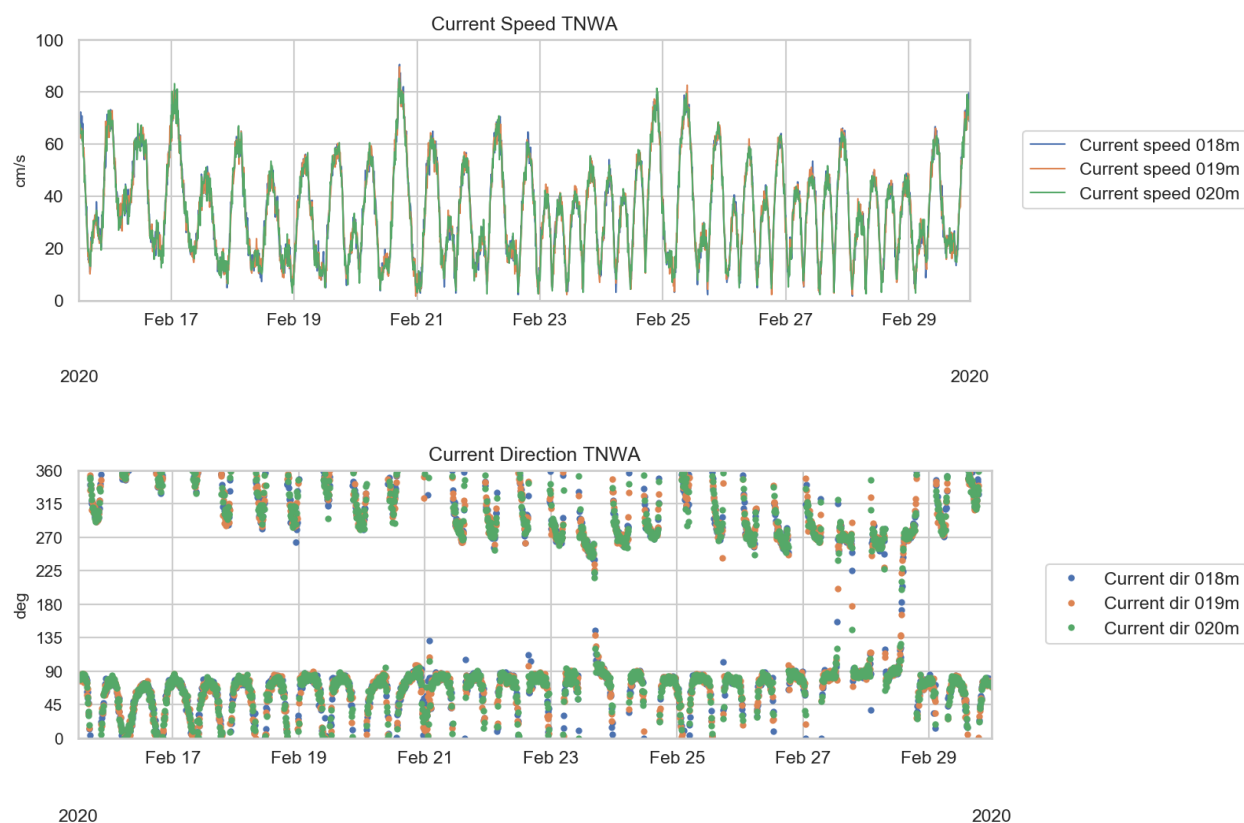 Current Speed TNWA
100
80
60
40
20
0
cm/s
Feb 17 Feb 19 Feb 21 Feb 23 Feb 25 Feb 27 Feb 29
2020 2020
Current speed 018m
Current speed 019m
Current speed 020m
Current Direction TNWA
360
315
270
225
180
135
90
45
0
deg
Feb 17 Feb 19 Feb 21 Feb 23 Feb 25 Feb 27 Feb 29
2020 2020
Current dir 018m
Current dir 019m
Current dir 020m